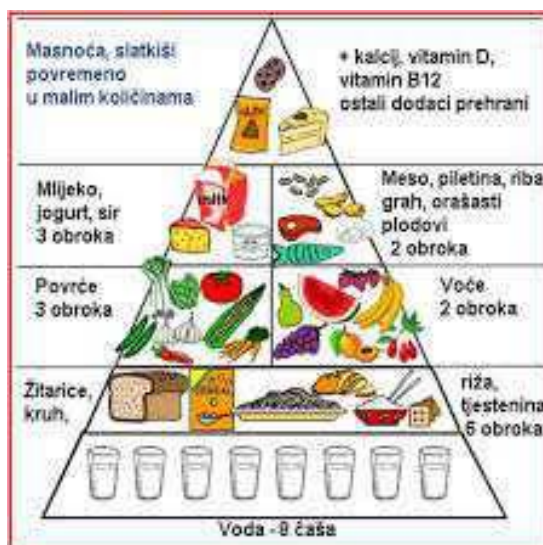 Masnoća, slatkiši
povremeno
u malim količinama
+ kalcij, vitamin D,
vitamin B12
ostali dodaci prehrani
Mlijeko,
jogurt, sir
3 obroka
Meso, piletina, riba
grah, orašasti
plodovi
2 obroka
Povrće
3 obroka
Voće
2 obroka
Žitarice,
kruh,
riža,
tjestenina
6 obroka
Voda - 8 čaša